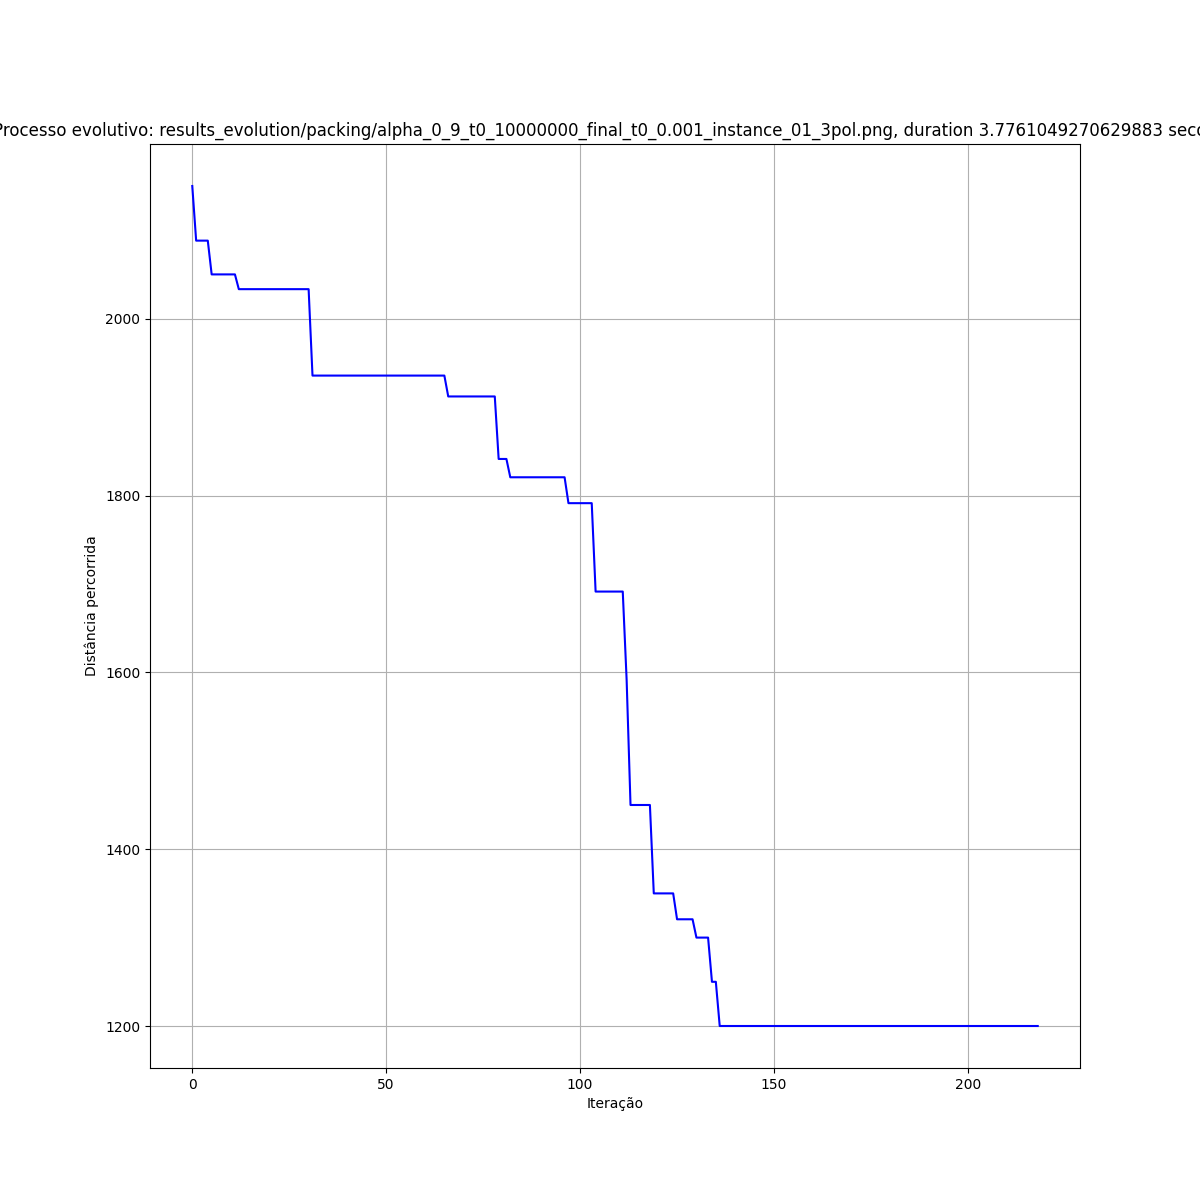 Processo evolutivo: results_evolution/packing/alpha_0_9_t0_10000000_final_t0_0.001_instance_01_3pol.png, duration 3.7761049270629883 seco
Distância percorrida
2000
1800
1600
1400
1200
0 50 100 150 200
Iteração